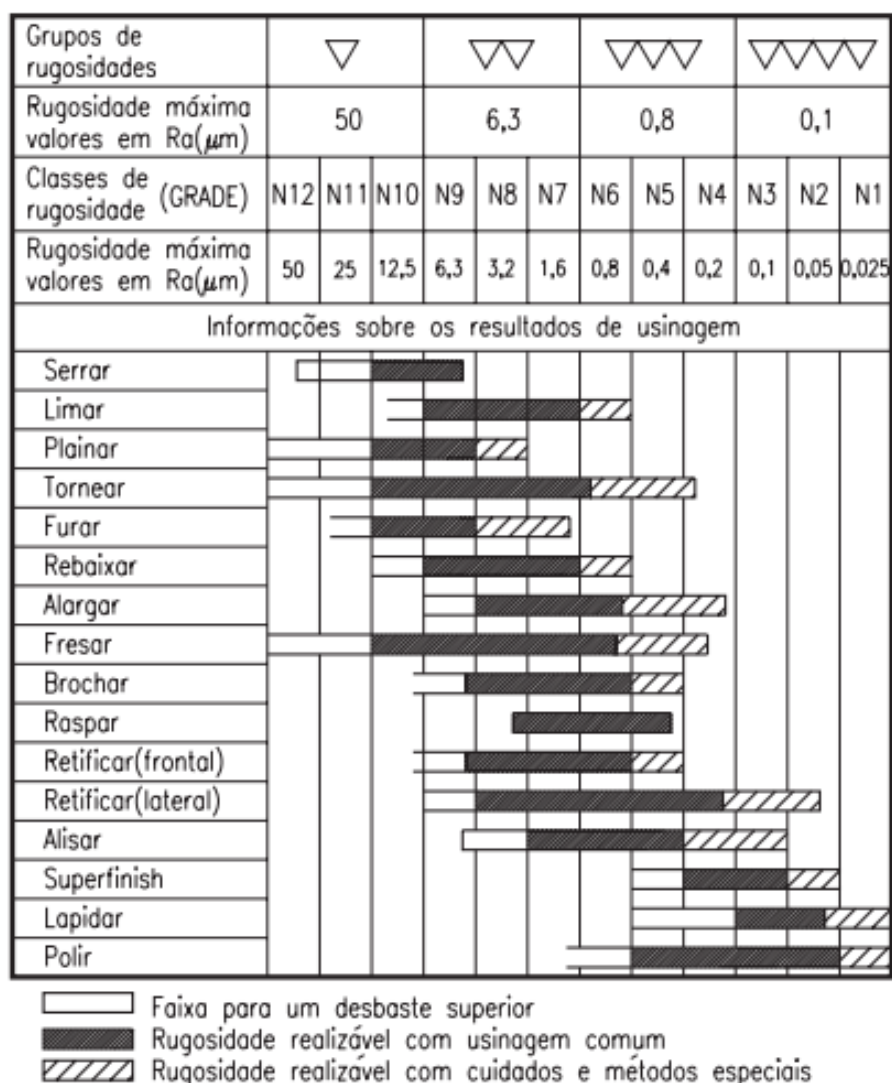 Grupos de
rugosidades
Rugosidade máxima
valores em Ra(μm)
50
6,3
0,8
0,1
Classes de
rugosidade (GRADE)
N12 N11 N10 N9 N8 N7 N6 N5 N4 N3 N2 N1
Rugosidade máxima
valores em Ra(μm)
50 25 12,5 6,3 3,2 1,6 0,8 0,4 0,2 0,1 0,05 0,025
Informações sobre os resultados de usinagem
Serrar
Limar
Plainar
Tornear
Furar
Rebaixar
Alargar
Fresar
Brochar
Raspar
Retificar(frontal)
Retificar(lateral)
Alisar
Superfinish
Lapidar
Polir
Faixa para um desbaste superior
Rugosidade realizável com usinagem comum
Rugosidade realizável com cuidados e métodos especiais